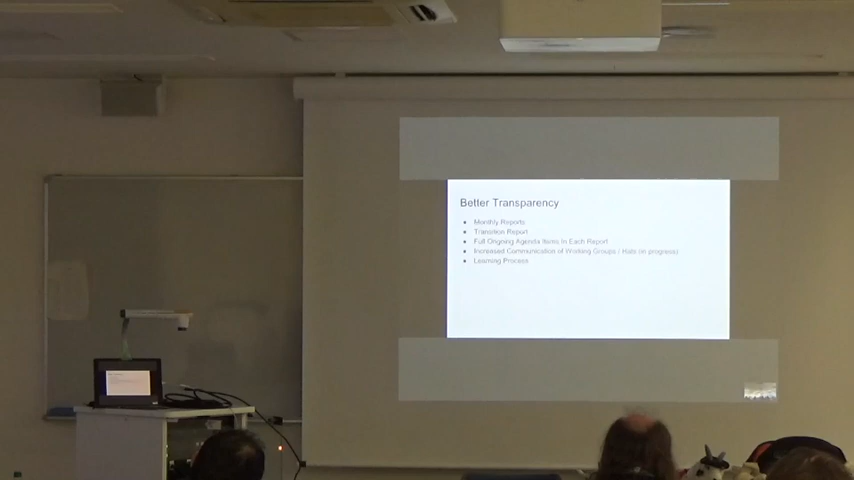 Better Transparency
Monthly Reports
Transition Report
Full Ongoing Agenda Items In Each Report
Increased Communication of Working Groups / Hats (in progress)
Learning Process